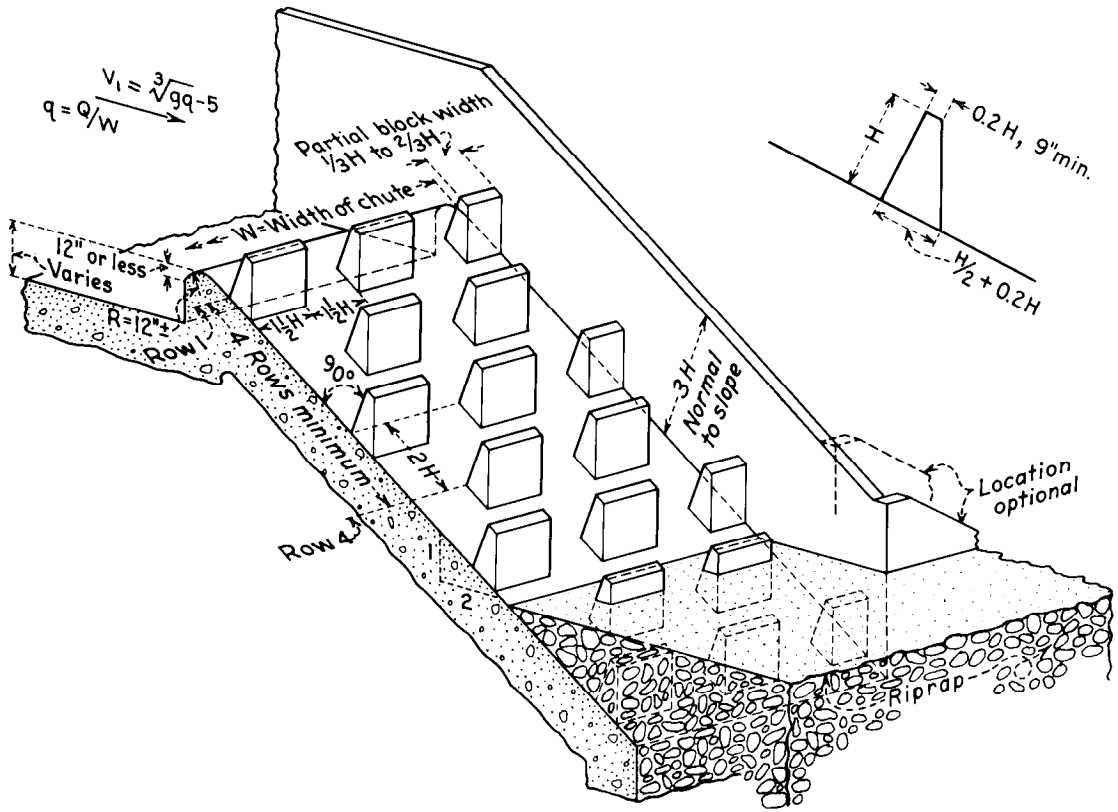 V₁ = ∛gq-5
q = Q/W
Partial block width
⅓H to ⅔H
W=Width of chute
12" or less
Varies
R=12"±
Row 1
1½H
1½H
4 Rows minimum
90°
2H
Row 4
1
2
3H
Normal
to slope
Location
optional
Riprap
H
0.2H, 9"min.
H/2 + 0.2H